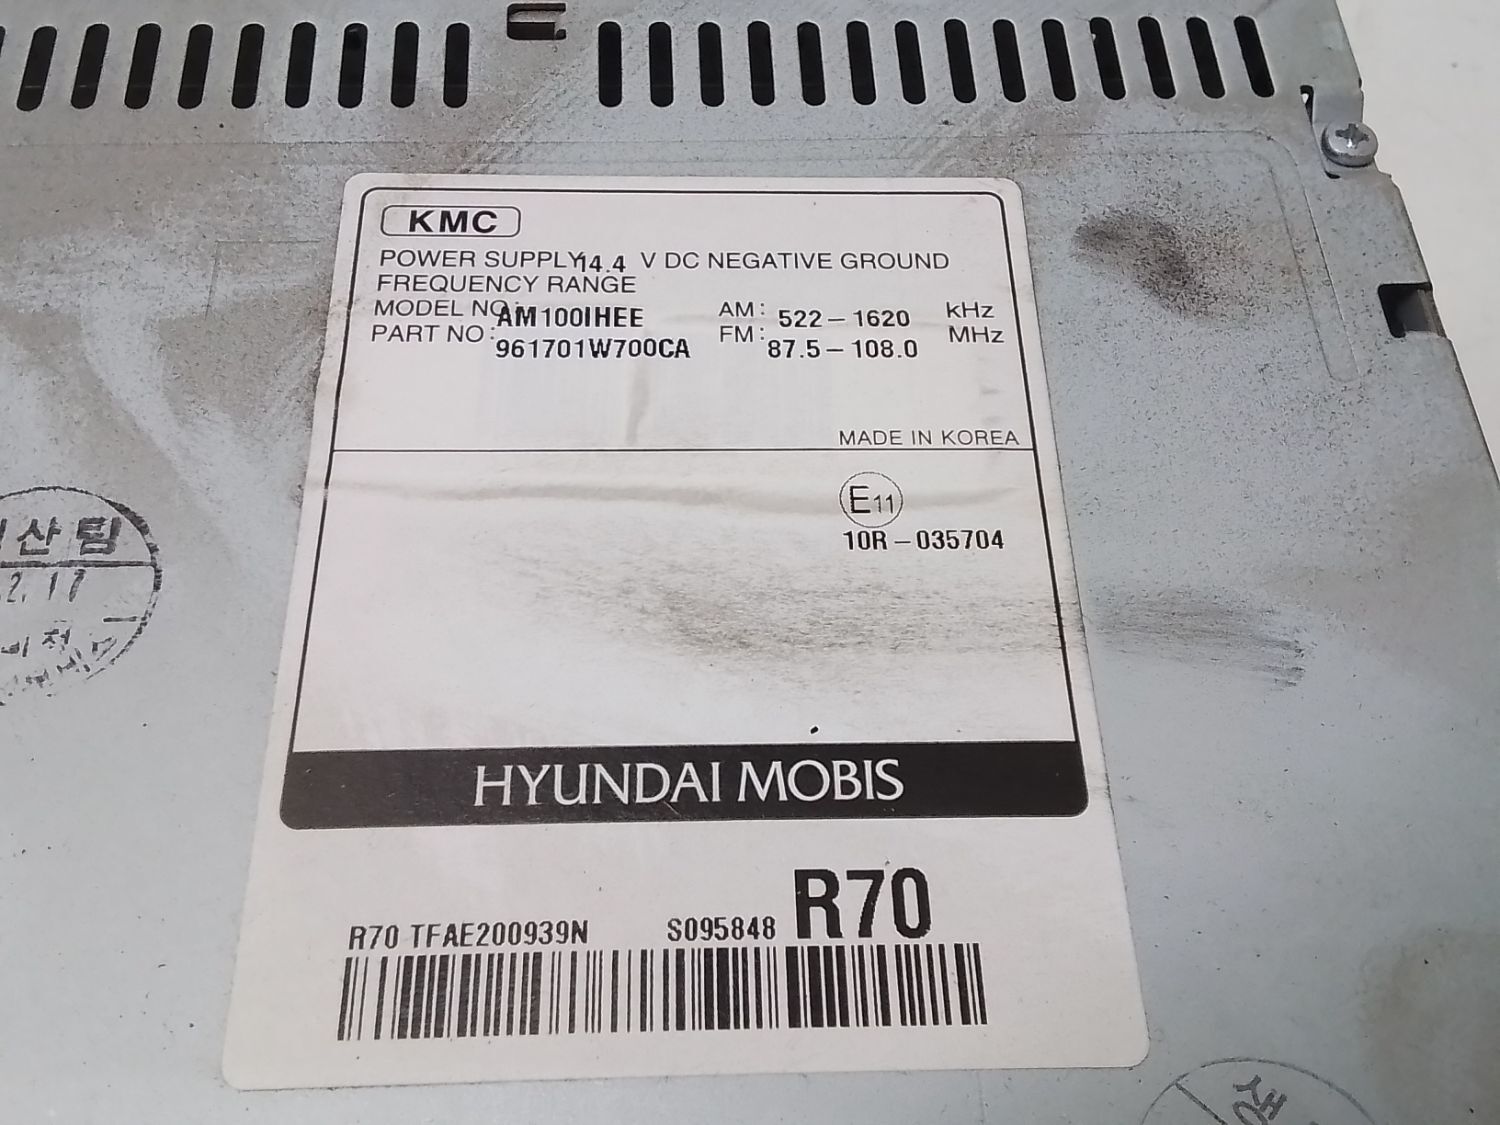 KMC
POWER SUPPLY 14.4 V DC NEGATIVE GROUND
FREQUENCY RANGE
MODEL NO: AM100IHEE AM: 522-1620 kHz
PART NO: 961701W700CA FM: 87.5-108.0 MHz
MADE IN KOREA
E11
10R-035704
산팀
2. 17
HYUNDAI MOBIS
R70 TFAE200939N S095848 R70